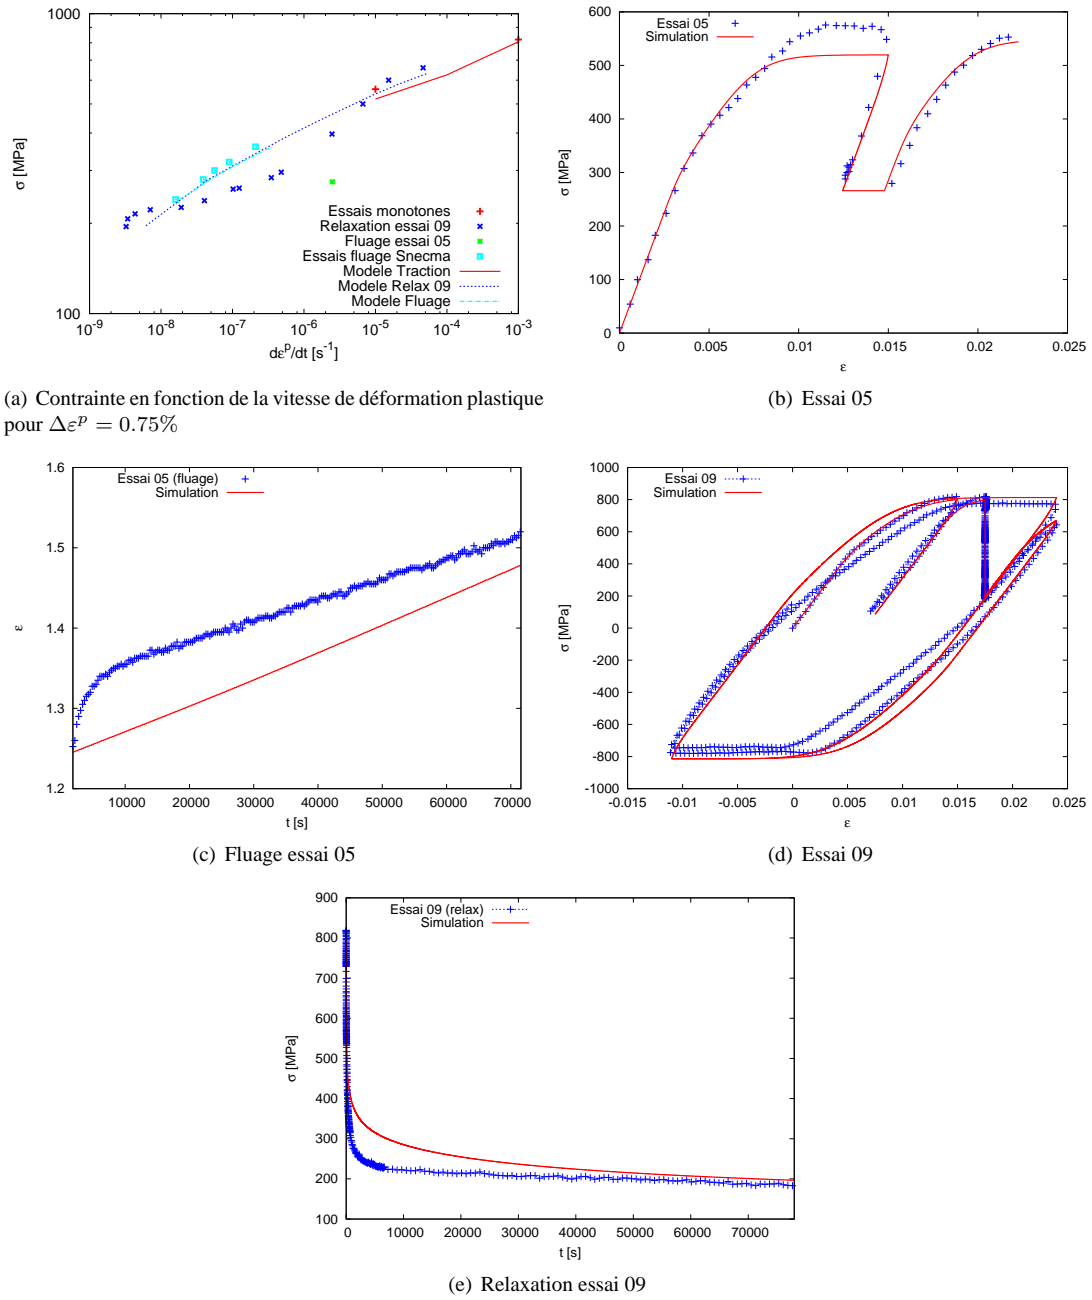 1000
100
σ [MPa]
10^-9
10^-8
10^-7
10^-6
10^-5
10^-4
10^-3
dε^p/dt [s^-1]
Essais monotones
Relaxation essai 09
Fluage essai 05
Essais fluage Snecma
Modele Traction
Modele Relax 09
Modele Fluage
(a) Contrainte en fonction de la vitesse de déformation plastique
pour Δε^p = 0.75%
600
500
400
300
200
100
0
σ [MPa]
0
0.005
0.01
0.015
0.02
0.025
ε
Essai 05
Simulation
(b) Essai 05
1.6
1.5
1.4
1.3
1.2
ε
10000
20000
30000
40000
50000
60000
70000
t [s]
Essai 05 (fluage)
Simulation
(c) Fluage essai 05
1000
800
600
400
200
0
-200
-400
-600
-800
-1000
σ [MPa]
-0.015
-0.01
-0.005
0
0.005
0.01
0.015
0.02
0.025
ε
Essai 09
Simulation
(d) Essai 09
900
800
700
600
500
400
300
200
100
σ [MPa]
0
10000
20000
30000
40000
50000
60000
70000
t [s]
Essai 09 (relax)
Simulation
(e) Relaxation essai 09